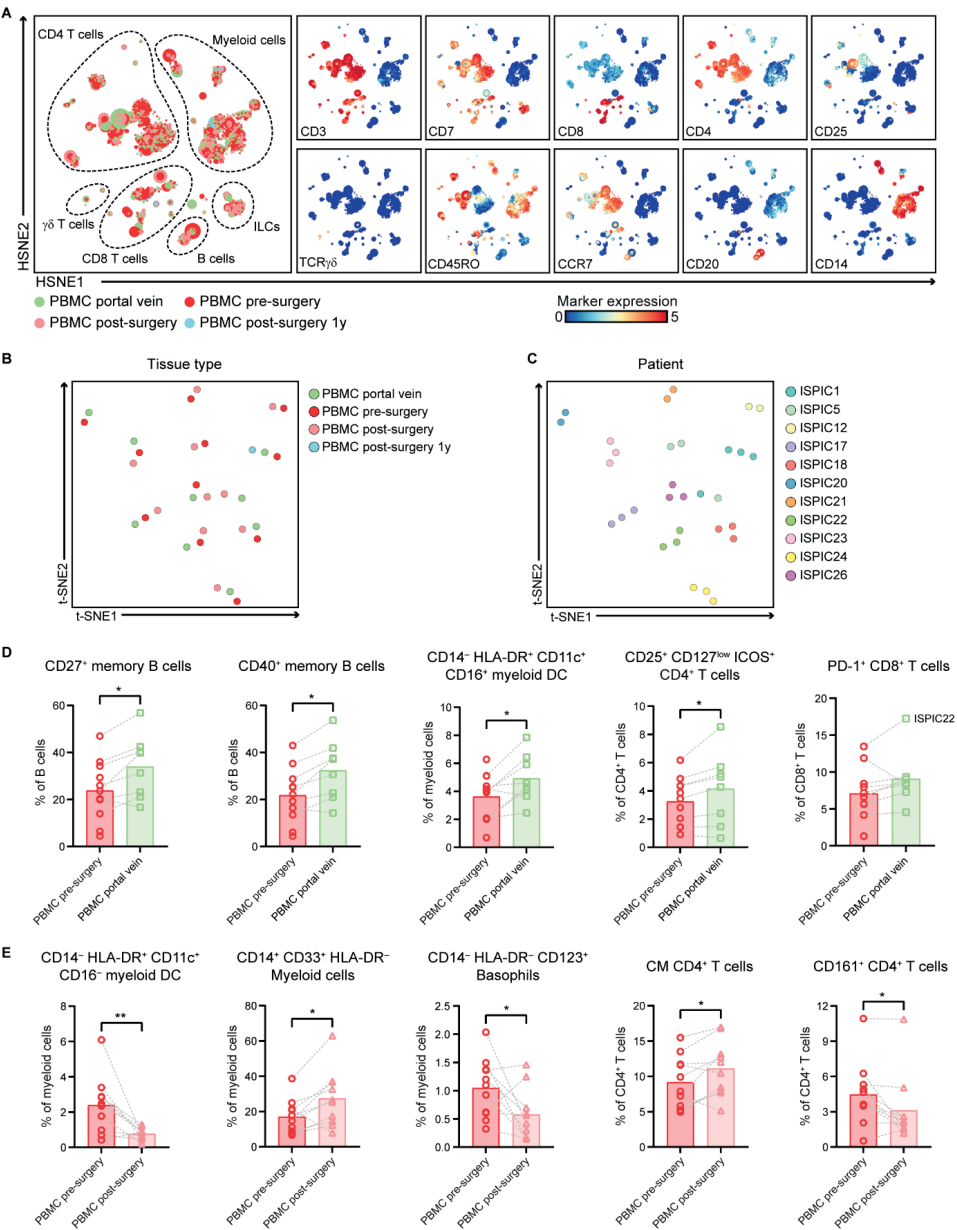 A
CD4 T cells
Myeloid cells
γδ T cells
CD8 T cells
B cells
ILCs
HSNE2
HSNE1
CD3
CD7
CD8
CD4
CD25
TCRγδ
CD45RO
CCR7
CD20
CD14
PBMC portal vein
PBMC pre-surgery
PBMC post-surgery
PBMC post-surgery 1y
Marker expression
0
5
B
Tissue type
t-SNE2
t-SNE1
PBMC portal vein
PBMC pre-surgery
PBMC post-surgery
PBMC post-surgery 1y
C
Patient
t-SNE2
t-SNE1
ISPIC1
ISPIC5
ISPIC12
ISPIC17
ISPIC18
ISPIC20
ISPIC21
ISPIC22
ISPIC23
ISPIC24
ISPIC26
D
CD27⁺ memory B cells
*
% of B cells
60
40
20
0
PBMC pre-surgery
PBMC portal vein
CD40⁺ memory B cells
*
% of B cells
60
40
20
0
PBMC pre-surgery
PBMC portal vein
CD14⁻ HLA-DR⁺ CD11c⁺
CD16⁺ myeloid DC
*
% of myeloid cells
10
8
6
4
2
0
PBMC pre-surgery
PBMC portal vein
CD25⁺ CD127ˡᵒʷ ICOS⁺
CD4⁺ T cells
*
% of CD4⁺ T cells
10
8
6
4
2
0
PBMC pre-surgery
PBMC portal vein
PD-1⁺ CD8⁺ T cells
ISPIC22
% of CD8⁺ T cells
20
15
10
5
0
PBMC pre-surgery
PBMC portal vein
E
CD14⁻ HLA-DR⁺ CD11c⁺
CD16⁻ myeloid DC
**
% of myeloid cells
8
6
4
2
0
PBMC pre-surgery
PBMC post-surgery
CD14⁺ CD33⁺ HLA-DR⁻
Myeloid cells
*
% of myeloid cells
80
60
40
20
0
PBMC pre-surgery
PBMC post-surgery
CD14⁻ HLA-DR⁻ CD123⁺
Basophils
*
% of myeloid cells
2.5
2.0
1.5
1.0
0.5
0.0
PBMC pre-surgery
PBMC post-surgery
CM CD4⁺ T cells
*
% of CD4⁺ T cells
20
15
10
5
0
PBMC pre-surgery
PBMC post-surgery
CD161⁺ CD4⁺ T cells
*
% of CD4⁺ T cells
12
9
6
3
0
PBMC pre-surgery
PBMC post-surgery